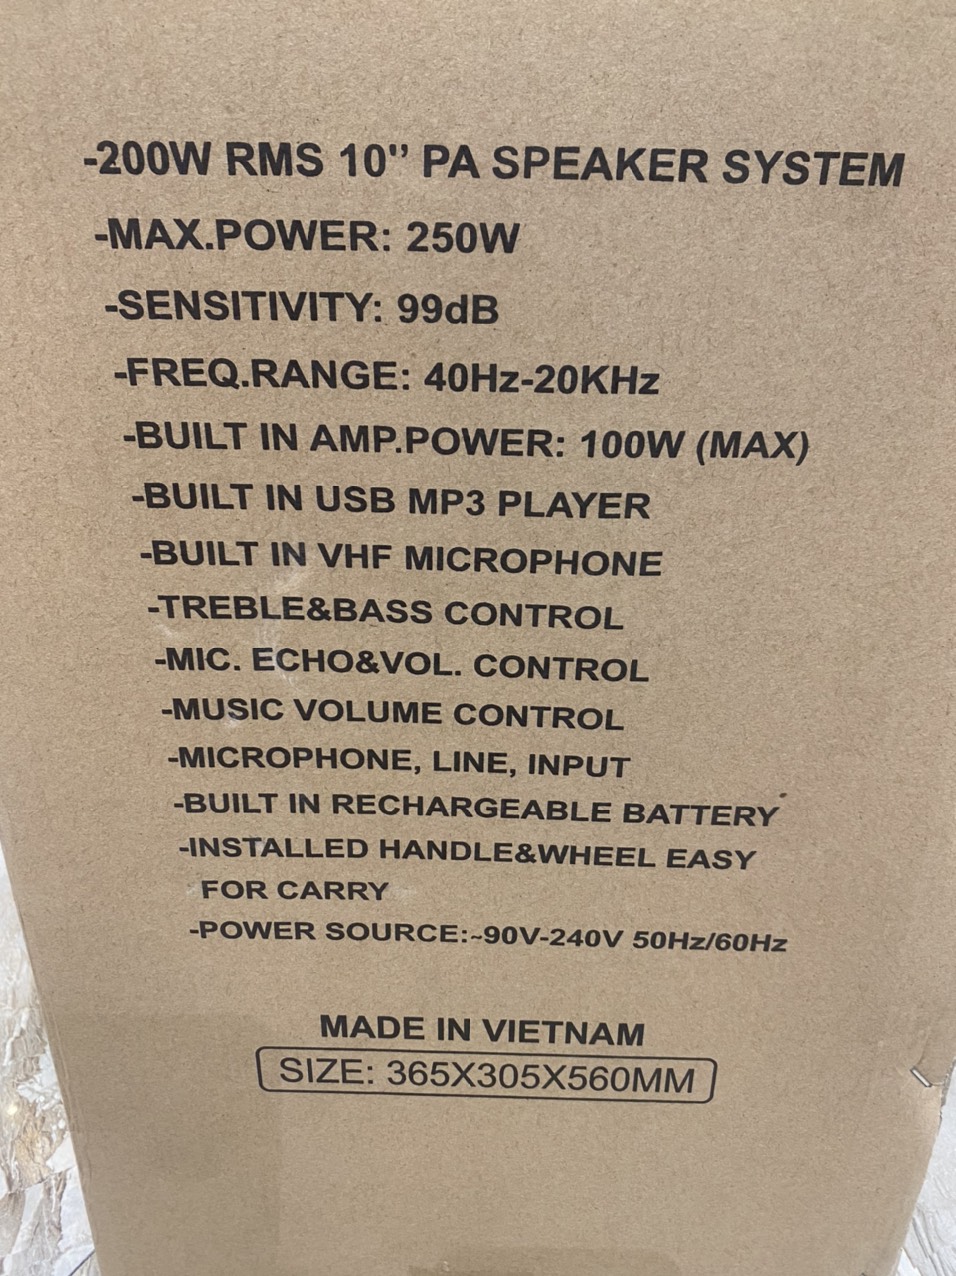 -200W RMS 10'' PA SPEAKER SYSTEM
-MAX.POWER: 250W
-SENSITIVITY: 99dB
-FREQ.RANGE: 40Hz-20KHz
-BUILT IN AMP.POWER: 100W (MAX)
-BUILT IN USB MP3 PLAYER
-BUILT IN VHF MICROPHONE
-TREBLE&BASS CONTROL
-MIC. ECHO&VOL. CONTROL
-MUSIC VOLUME CONTROL
-MICROPHONE, LINE, INPUT
-BUILT IN RECHARGEABLE BATTERY
-INSTALLED HANDLE&WHEEL EASY
FOR CARRY
-POWER SOURCE:~90V-240V 50Hz/60Hz
MADE IN VIETNAM
SIZE: 365X305X560MM